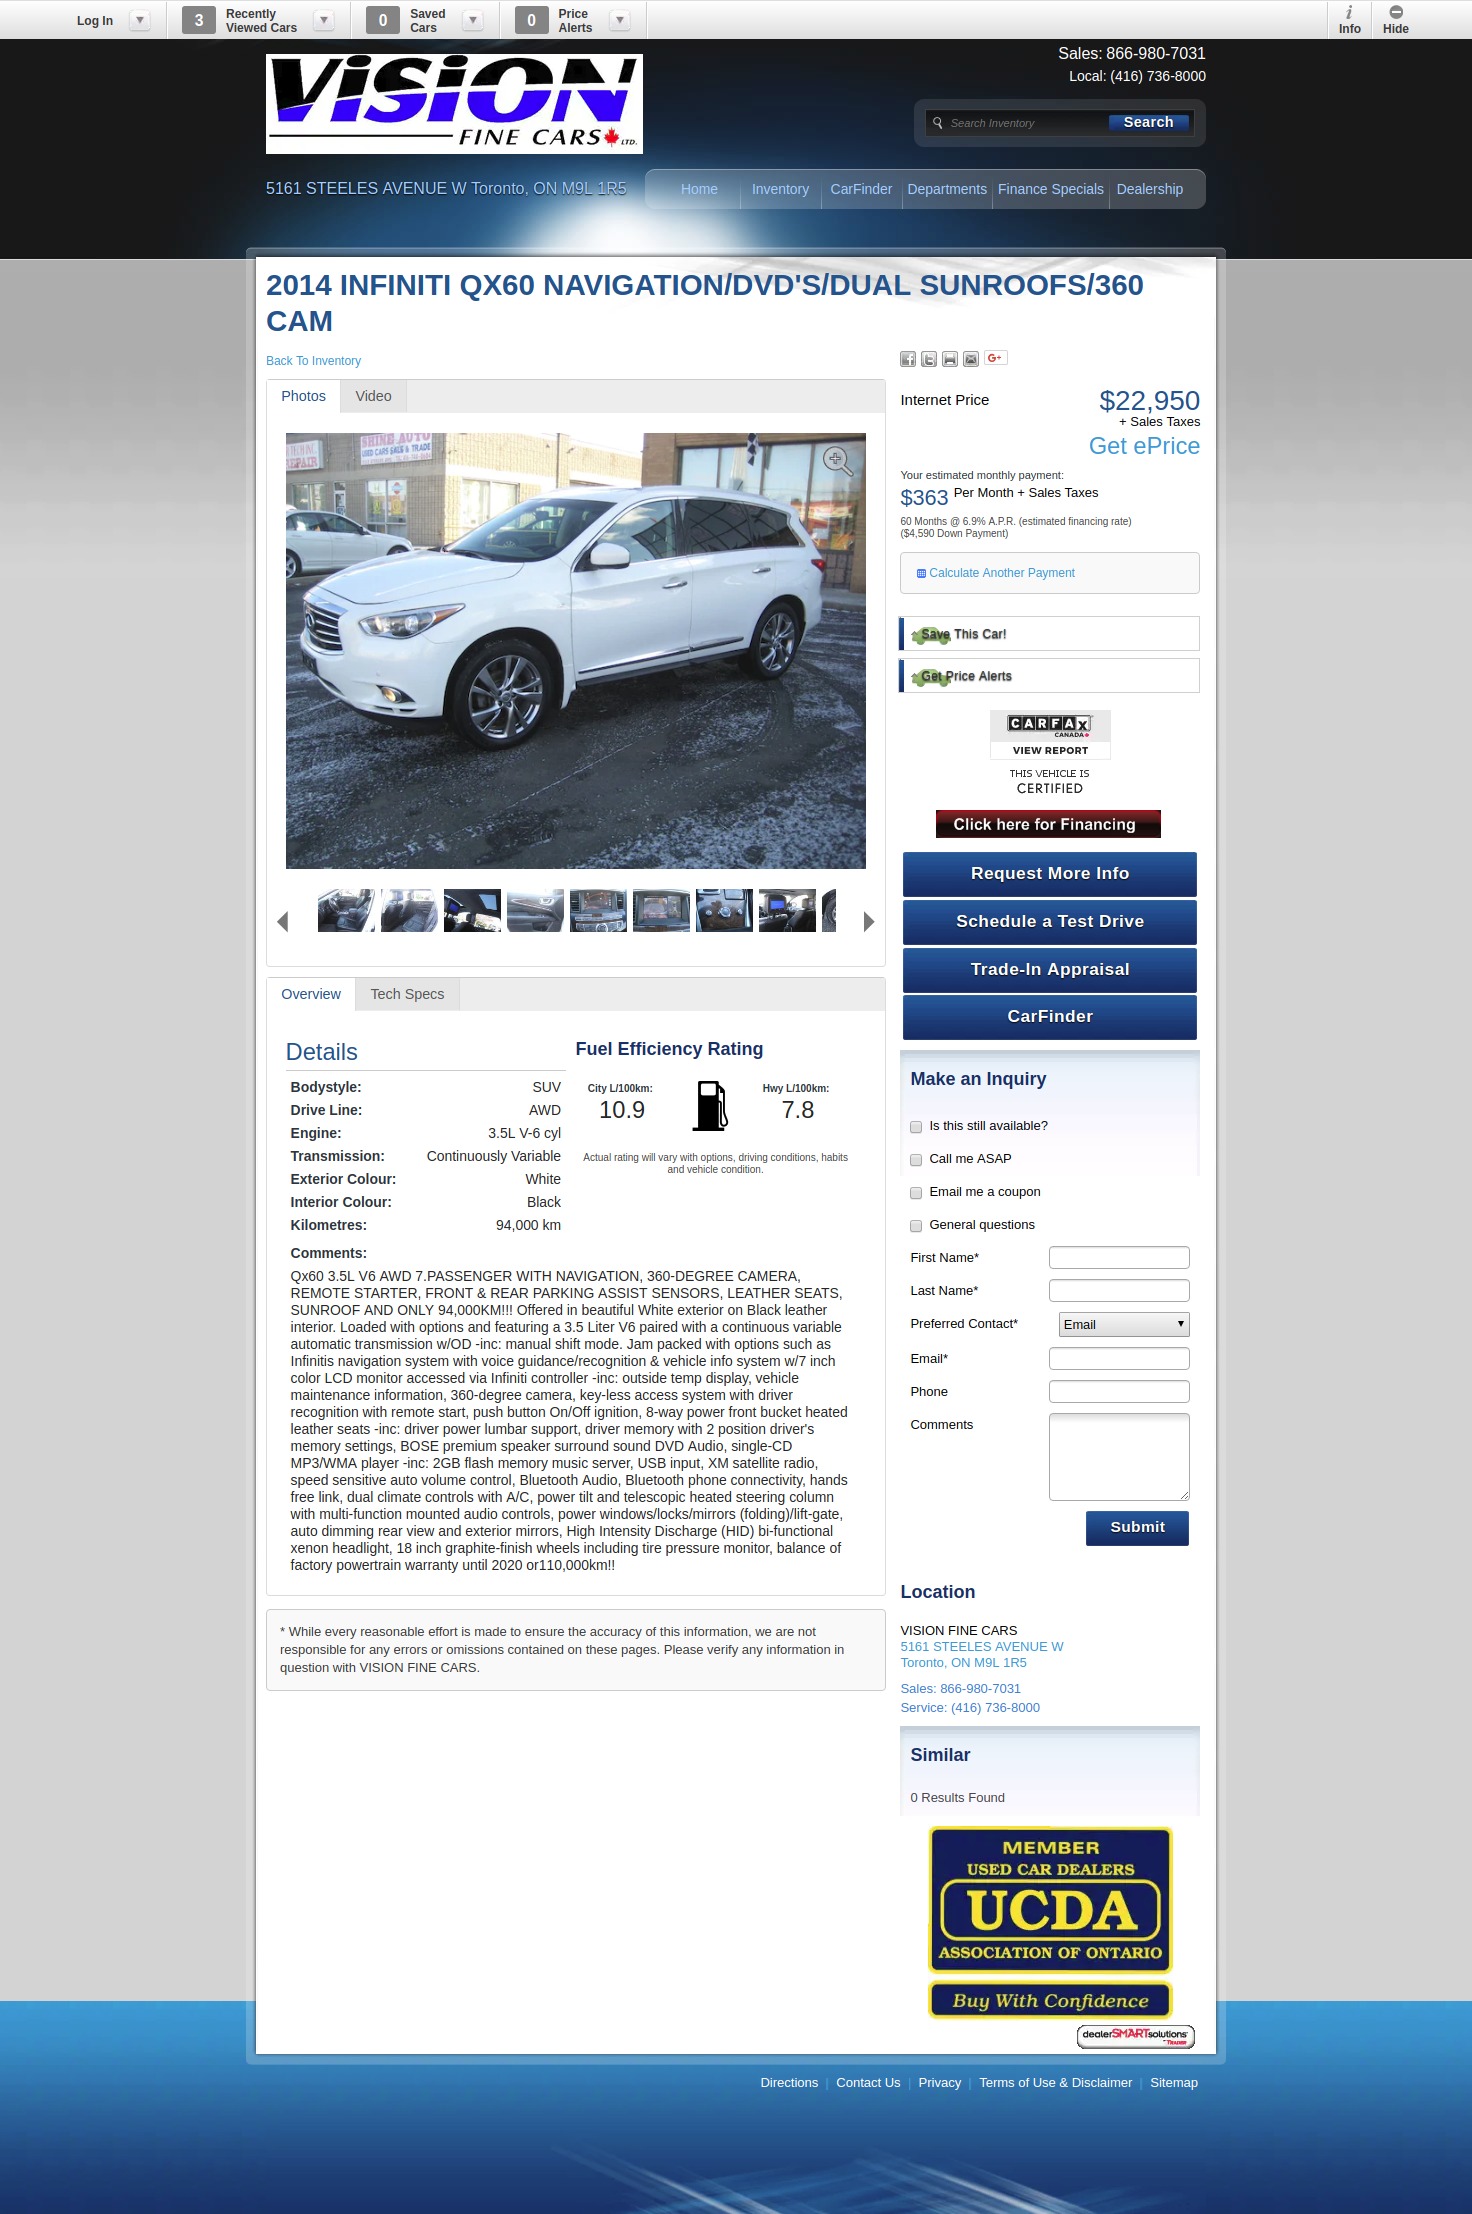 Log In
3
Recently
Viewed Cars
0
Saved
Cars
0
Price
Alerts
Info
Hide
ViSiON
FINE CARS LTD.
Sales: 866-980-7031
Local: (416) 736-8000
Search Inventory
Search
5161 STEELES AVENUE W Toronto, ON M9L 1R5
Home
Inventory
CarFinder
Departments
Finance Specials
Dealership
2014 INFINITI QX60 NAVIGATION/DVD'S/DUAL SUNROOFS/360
CAM
Back To Inventory
G+
Photos
Video
REPAIR
SHINE AUTO
USED CARS SALES & TRADE
Internet Price
$22,950
+ Sales Taxes
Get ePrice
Your estimated monthly payment:
$363 Per Month + Sales Taxes
60 Months @ 6.9% A.P.R. (estimated financing rate)
($4,590 Down Payment)
Calculate Another Payment
Save This Car!
Get Price Alerts
CARFAX
CANADA
VIEW REPORT
THIS VEHICLE IS
CERTIFIED
Click here for Financing
Request More Info
Schedule a Test Drive
Trade-In Appraisal
CarFinder
Overview
Tech Specs
Details
Bodystyle: SUV
Drive Line: AWD
Engine: 3.5L V-6 cyl
Transmission: Continuously Variable
Exterior Colour: White
Interior Colour: Black
Kilometres: 94,000 km
Fuel Efficiency Rating
City L/100km:
10.9
Hwy L/100km:
7.8
Actual rating will vary with options, driving conditions, habits
and vehicle condition.
Comments:
Qx60 3.5L V6 AWD 7.PASSENGER WITH NAVIGATION, 360-DEGREE CAMERA,
REMOTE STARTER, FRONT & REAR PARKING ASSIST SENSORS, LEATHER SEATS,
SUNROOF AND ONLY 94,000KM!!! Offered in beautiful White exterior on Black leather
interior. Loaded with options and featuring a 3.5 Liter V6 paired with a continuous variable
automatic transmission w/OD -inc: manual shift mode. Jam packed with options such as
Infinitis navigation system with voice guidance/recognition & vehicle info system w/7 inch
color LCD monitor accessed via Infiniti controller -inc: outside temp display, vehicle
maintenance information, 360-degree camera, key-less access system with driver
recognition with remote start, push button On/Off ignition, 8-way power front bucket heated
leather seats -inc: driver power lumbar support, driver memory with 2 position driver's
memory settings, BOSE premium speaker surround sound DVD Audio, single-CD
MP3/WMA player -inc: 2GB flash memory music server, USB input, XM satellite radio,
speed sensitive auto volume control, Bluetooth Audio, Bluetooth phone connectivity, hands
free link, dual climate controls with A/C, power tilt and telescopic heated steering column
with multi-function mounted audio controls, power windows/locks/mirrors (folding)/lift-gate,
auto dimming rear view and exterior mirrors, High Intensity Discharge (HID) bi-functional
xenon headlight, 18 inch graphite-finish wheels including tire pressure monitor, balance of
factory powertrain warranty until 2020 or110,000km!!
* While every reasonable effort is made to ensure the accuracy of this information, we are not
responsible for any errors or omissions contained on these pages. Please verify any information in
question with VISION FINE CARS.
Make an Inquiry
Is this still available?
Call me ASAP
Email me a coupon
General questions
First Name*
Last Name*
Preferred Contact*
Email
Email*
Phone
Comments
Submit
Location
VISION FINE CARS
5161 STEELES AVENUE W
Toronto, ON M9L 1R5
Sales: 866-980-7031
Service: (416) 736-8000
Similar
0 Results Found
MEMBER
USED CAR DEALERS
UCDA
ASSOCIATION OF ONTARIO
Buy With Confidence
dealerSMARTsolutions
Directions | Contact Us | Privacy | Terms of Use & Disclaimer | Sitemap